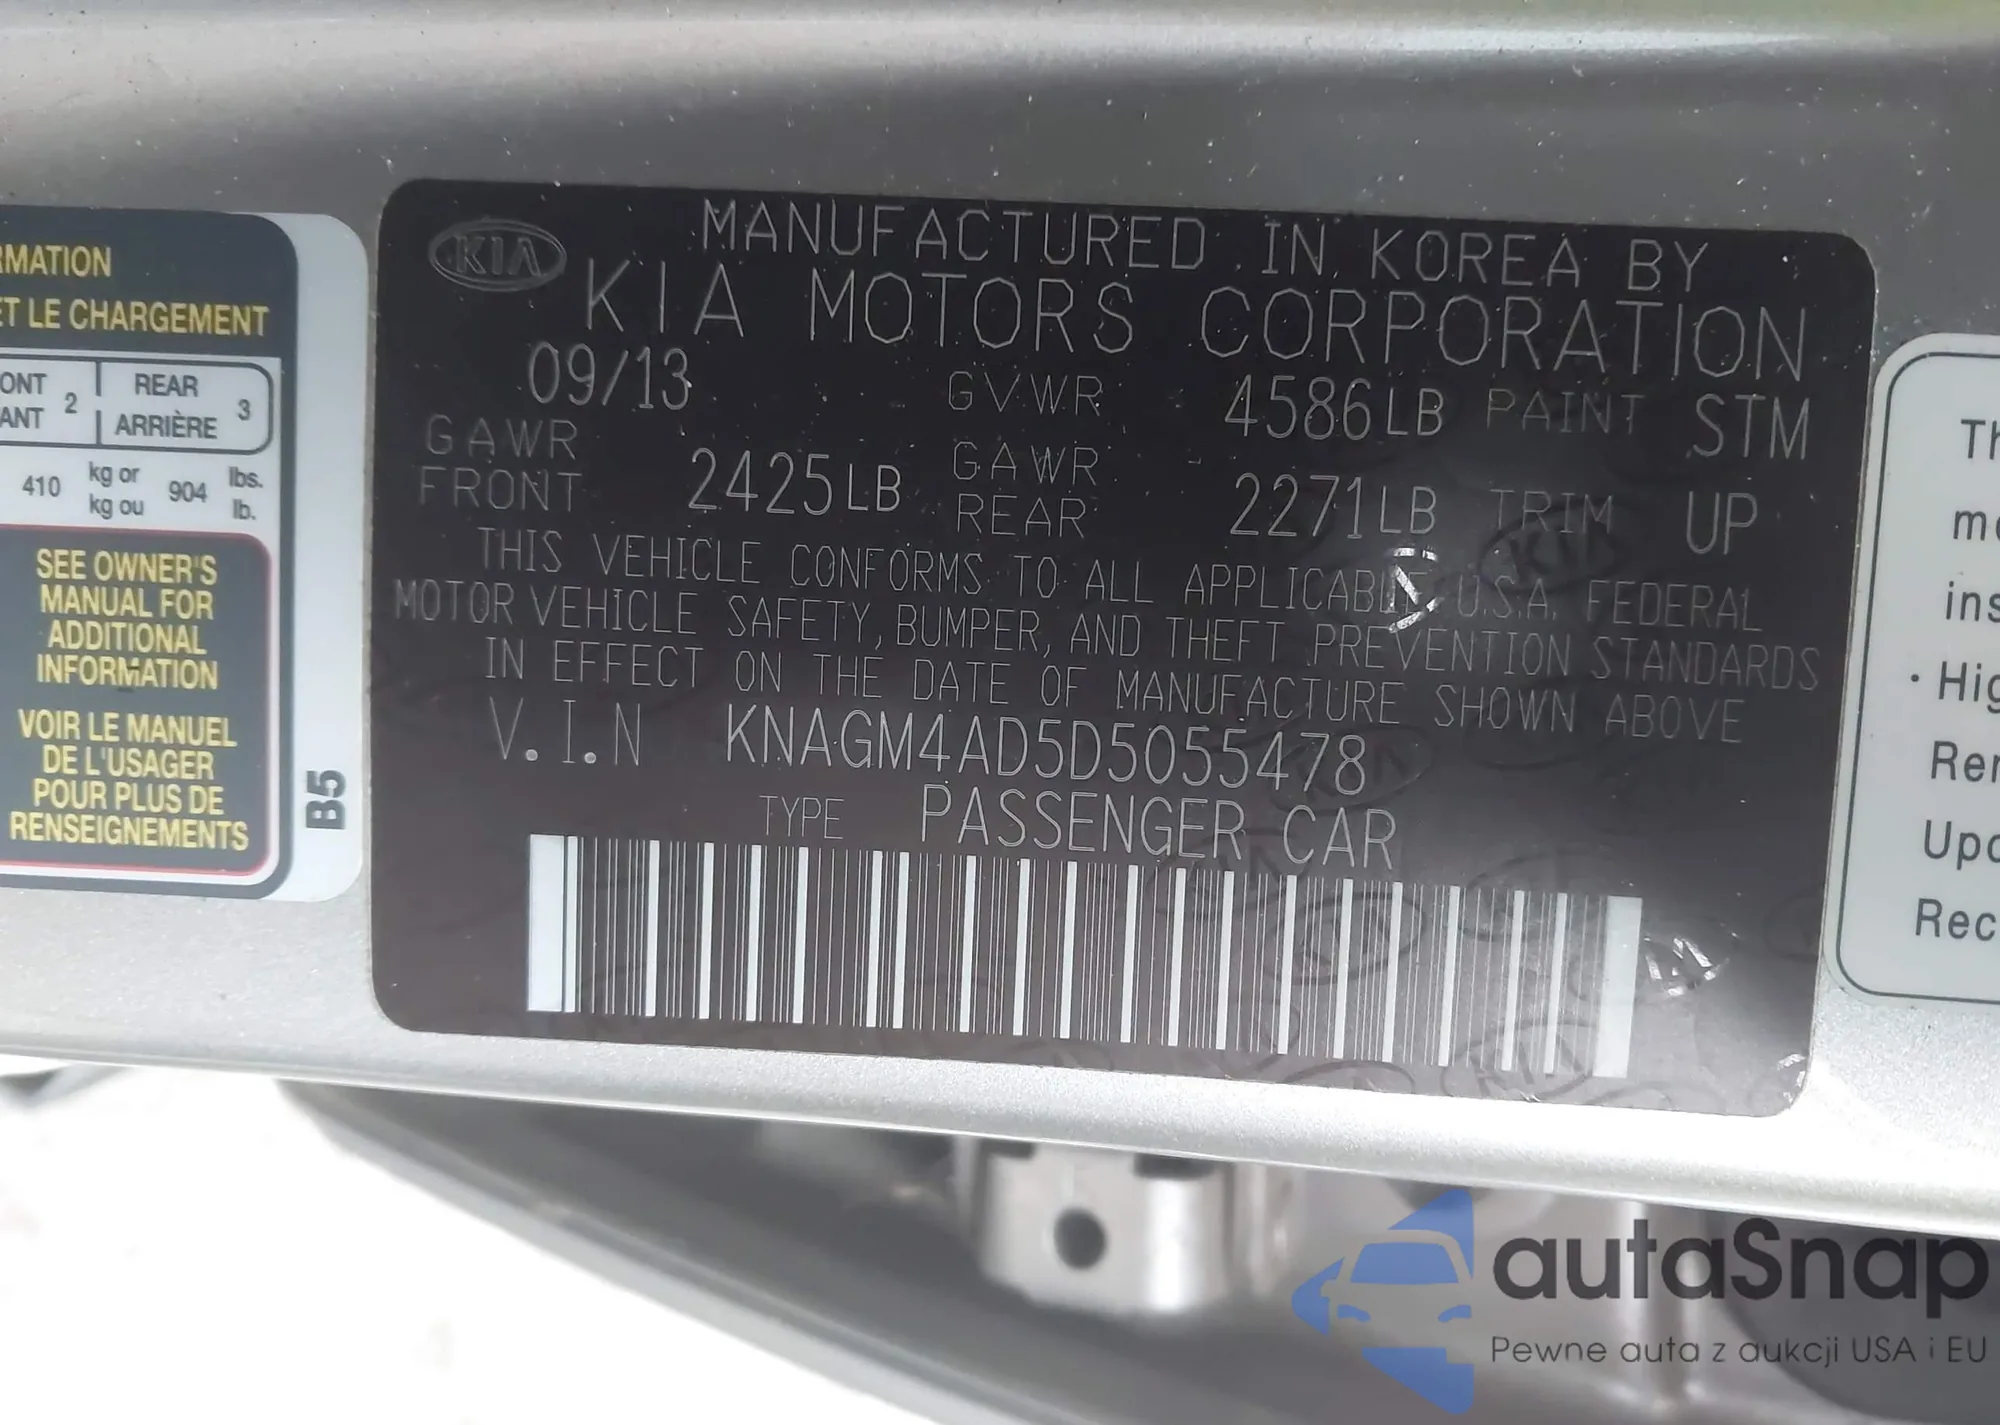 RMATION
ET LE CHARGEMENT
ONT 2 REAR 3
ANT ARRIÈRE
410 kg or 904 lbs.
kg ou lb.
SEE OWNER'S
MANUAL FOR
ADDITIONAL
INFORMATION
VOIR LE MANUEL
DE L'USAGER
POUR PLUS DE
RENSEIGNEMENTS
B5
KIA
MANUFACTURED IN KOREA BY
KIA MOTORS CORPORATION
09/13 GVWR 4586LB PAINT STM
GAWR FRONT 2425LB GAWR REAR 2271LB TRIM UP
THIS VEHICLE CONFORMS TO ALL APPLICABLE U.S.A. FEDERAL
MOTOR VEHICLE SAFETY, BUMPER, AND THEFT PREVENTION STANDARDS
IN EFFECT ON THE DATE OF MANUFACTURE SHOWN ABOVE
V.I.N KNAGM4AD5D5055478
TYPE PASSENGER CAR
Th
mo
ins
· Hig
Rem
Upo
Rec
autaSnap
Pewne auta z aukcji USA i EU